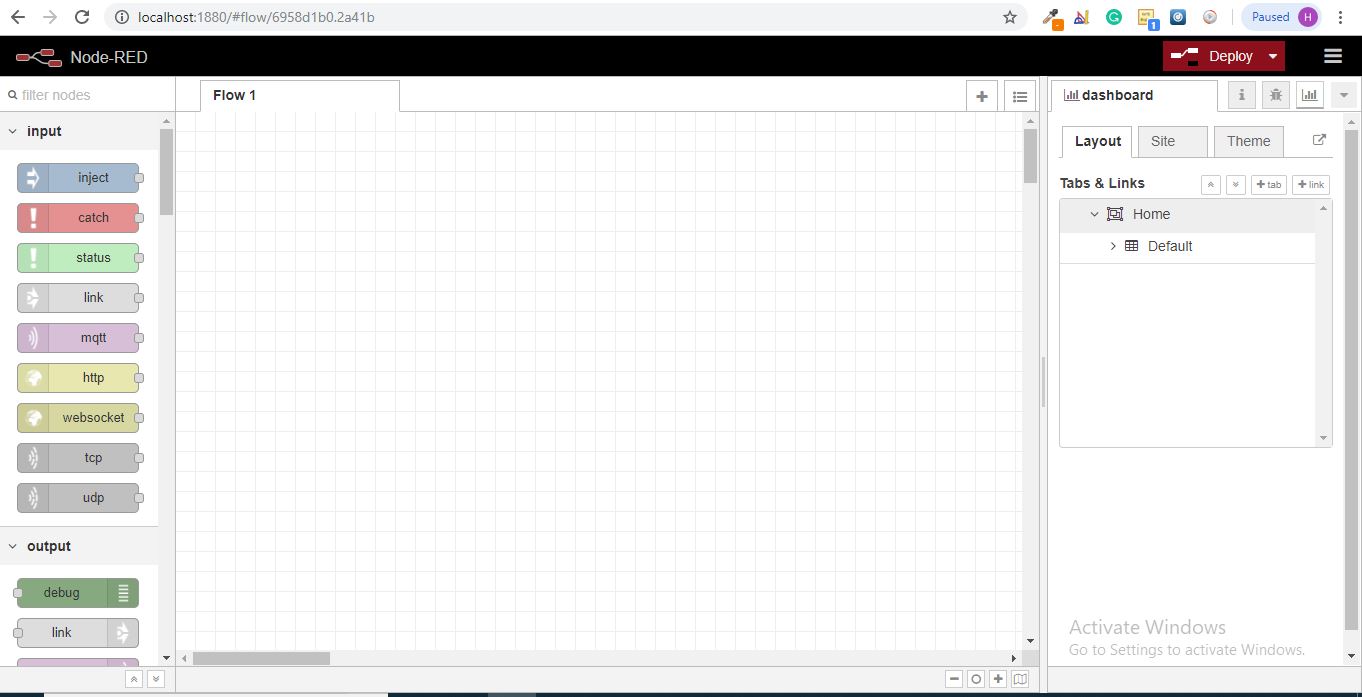 localhost:1880/#flow/6958d1b0.2a41b
1
Paused
H
Node-RED
Deploy
filter nodes
Flow 1
dashboard
input
Layout
Site
Theme
inject
Tabs & Links
tab
link
catch
Home
status
Default
link
mqtt
http
websocket
tcp
udp
output
debug
link
Activate Windows
Go to Settings to activate Windows.